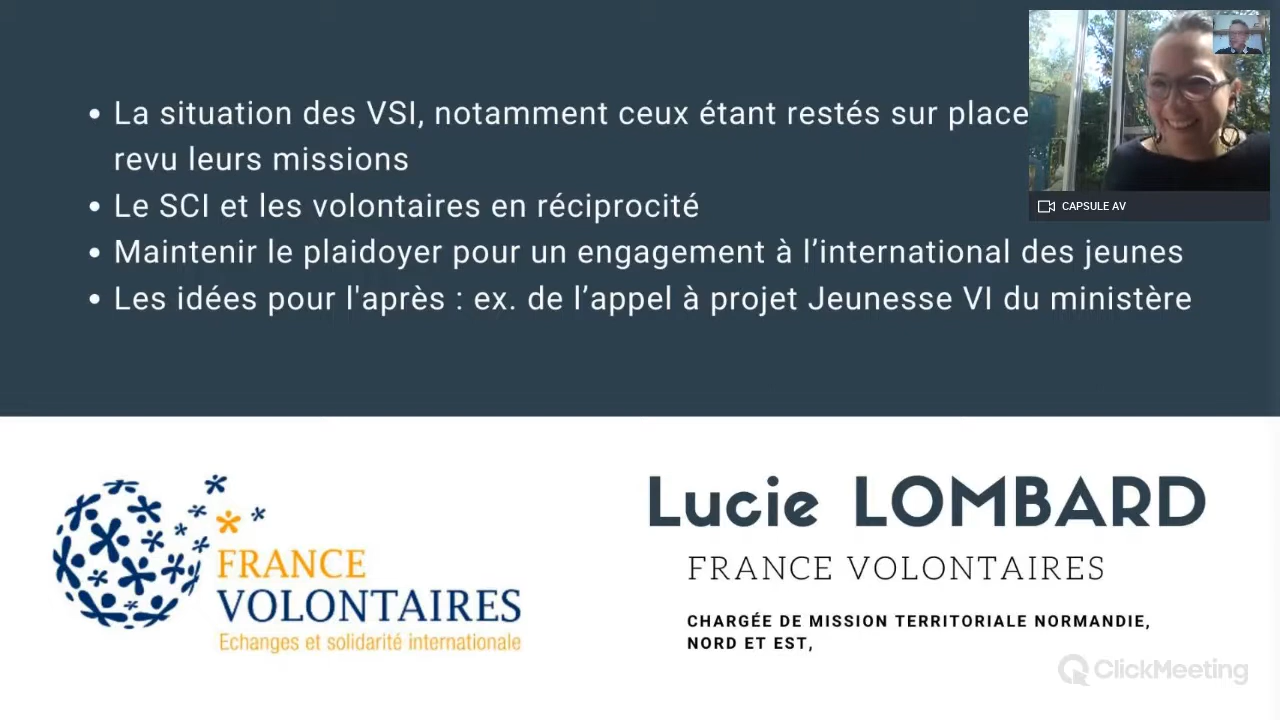 • La situation des VSI, notamment ceux étant restés sur place
revu leurs missions
• Le SCI et les volontaires en réciprocité
• Maintenir le plaidoyer pour un engagement à l’international des jeunes
• Les idées pour l'après : ex. de l’appel à projet Jeunesse VI du ministère
CAPSULE AV
FRANCE
VOLONTAIRES
Echanges et solidarité internationale
Lucie LOMBARD
FRANCE VOLONTAIRES
CHARGÉE DE MISSION TERRITORIALE NORMANDIE,
NORD ET EST,
ClickMeeting